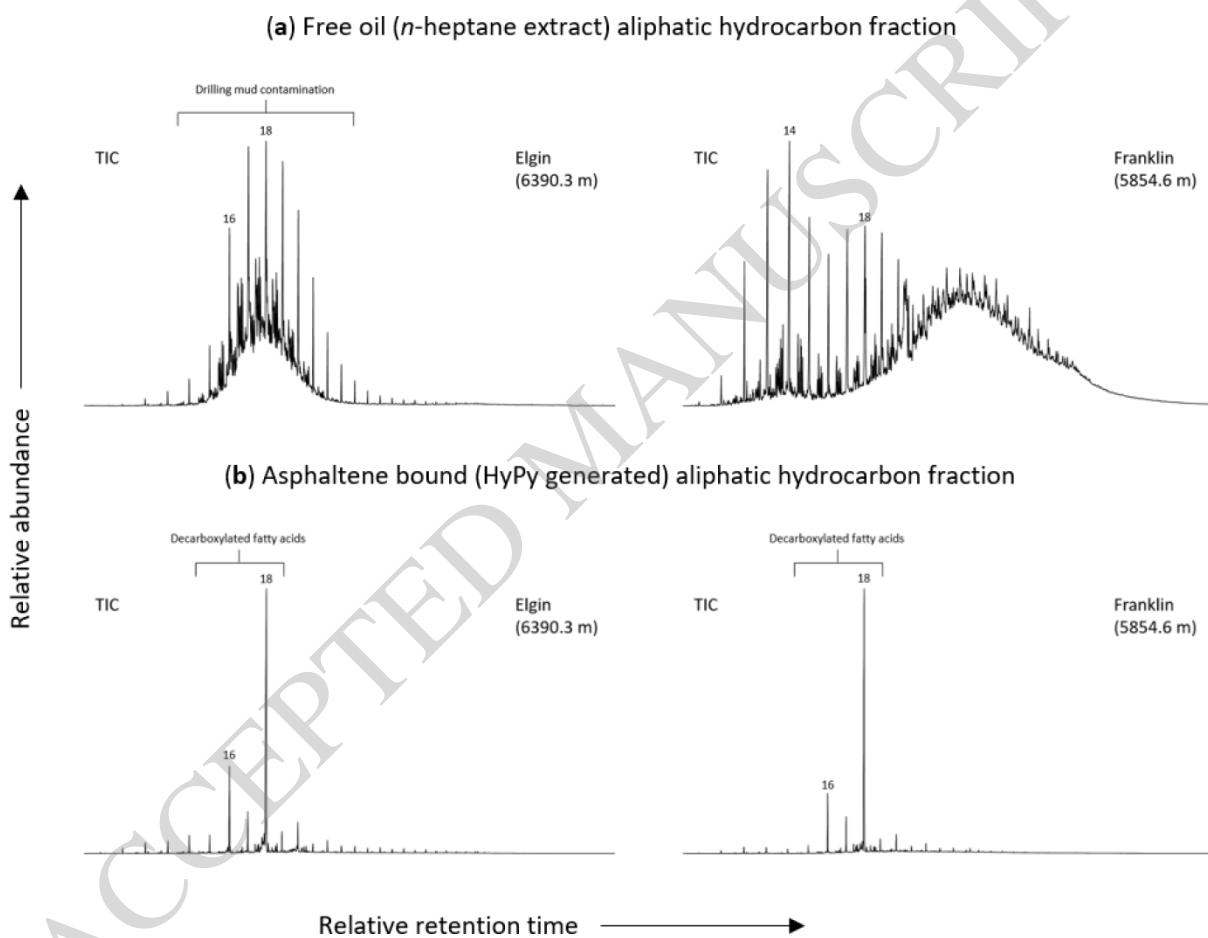 (a) Free oil (n-heptane extract) aliphatic hydrocarbon fraction
Drilling mud contamination
18
16
TIC
Elgin
(6390.3 m)
14
18
TIC
Franklin
(5854.6 m)
(b) Asphaltene bound (HyPy generated) aliphatic hydrocarbon fraction
Decarboxylated fatty acids
18
16
TIC
Elgin
(6390.3 m)
Decarboxylated fatty acids
18
16
TIC
Franklin
(5854.6 m)
Relative abundance
Relative retention time
ACCEPTED MANUSCRIP